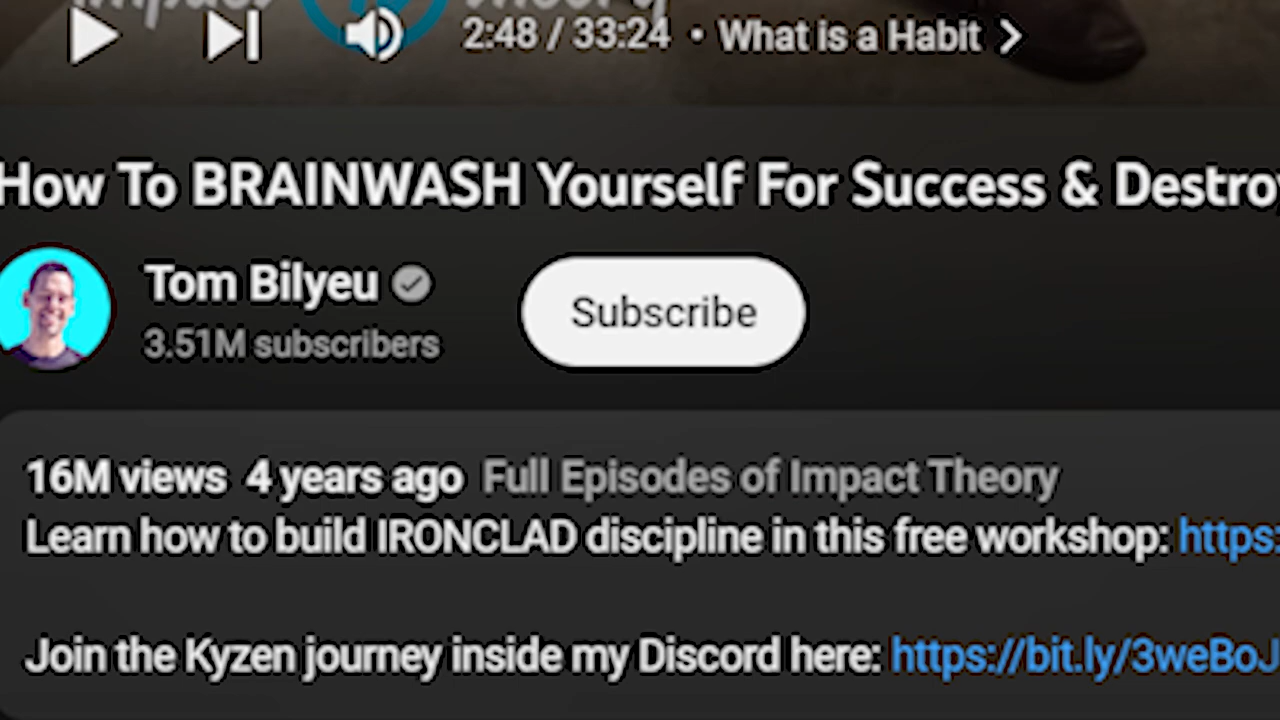 2:48 / 33:24 • What is a Habit
How To BRAINWASH Yourself For Success & Destroy
Tom Bilyeu
3.51M subscribers
Subscribe
16M views 4 years ago Full Episodes of Impact Theory
Learn how to build IRONCLAD discipline in this free workshop: https:
Join the Kyzen journey inside my Discord here: https://bit.ly/3weBoJ